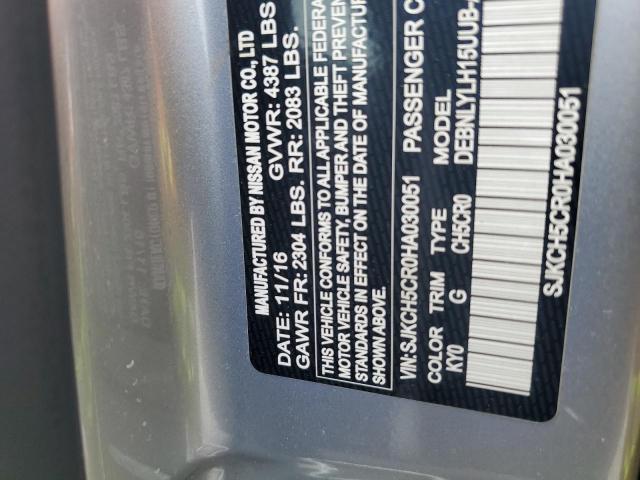 MANUFACTURED BY NISSAN MOTOR CO., LTD
DATE: 11/16 GVWR: 4387 LBS
GAWR FR: 2304 LBS. RR: 2083 LBS.
THIS VEHICLE CONFORMS TO ALL APPLICABLE FEDERA
MOTOR VEHICLE SAFETY, BUMPER AND THEFT PREVEN
STANDARDS IN EFFECT ON THE DATE OF MANUFACTUR
SHOWN ABOVE.
VIN: SJKCH5CR0HA030051 PASSENGER C
COLOR TRIM TYPE MODEL
KY0 G CH5CR0 DEBNLYLH15UUB-
SJKCH5CR0HA030051